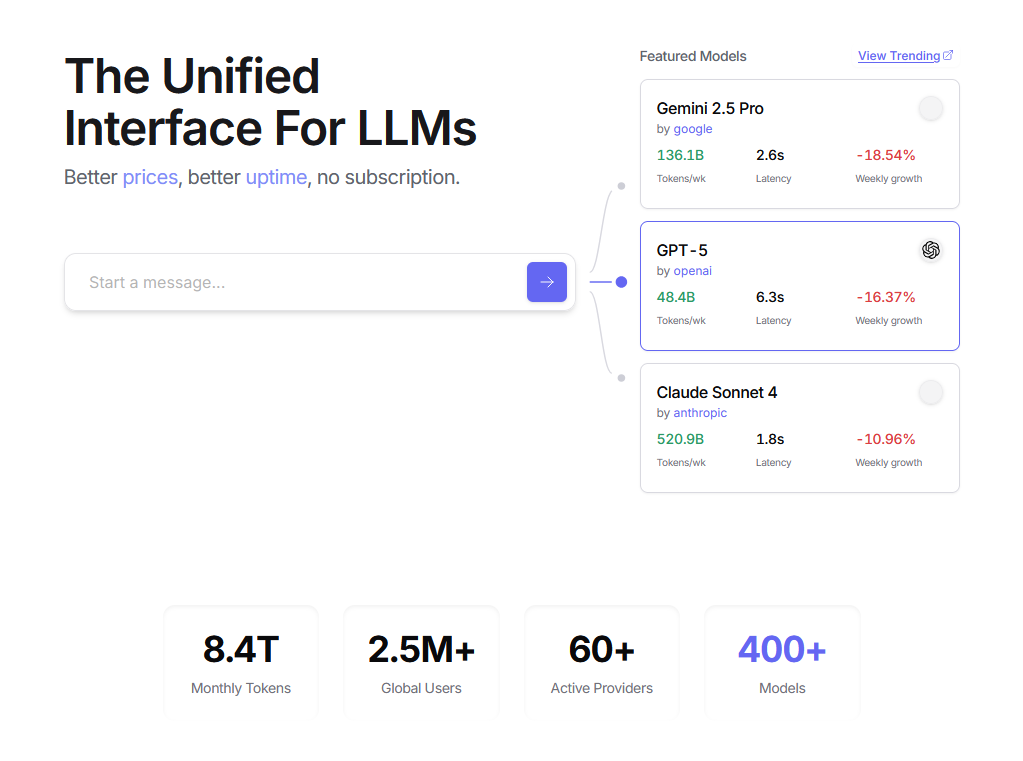 The Unified
Interface For LLMs
Better prices, better uptime, no subscription.
Start a message...
Featured Models
View Trending
Gemini 2.5 Pro
by google
136.1B 2.6s -18.54%
Tokens/wk Latency Weekly growth
GPT-5
by openai
48.4B 6.3s -16.37%
Tokens/wk Latency Weekly growth
Claude Sonnet 4
by anthropic
520.9B 1.8s -10.96%
Tokens/wk Latency Weekly growth
8.4T 2.5M+ 60+ 400+
Monthly Tokens Global Users Active Providers Models